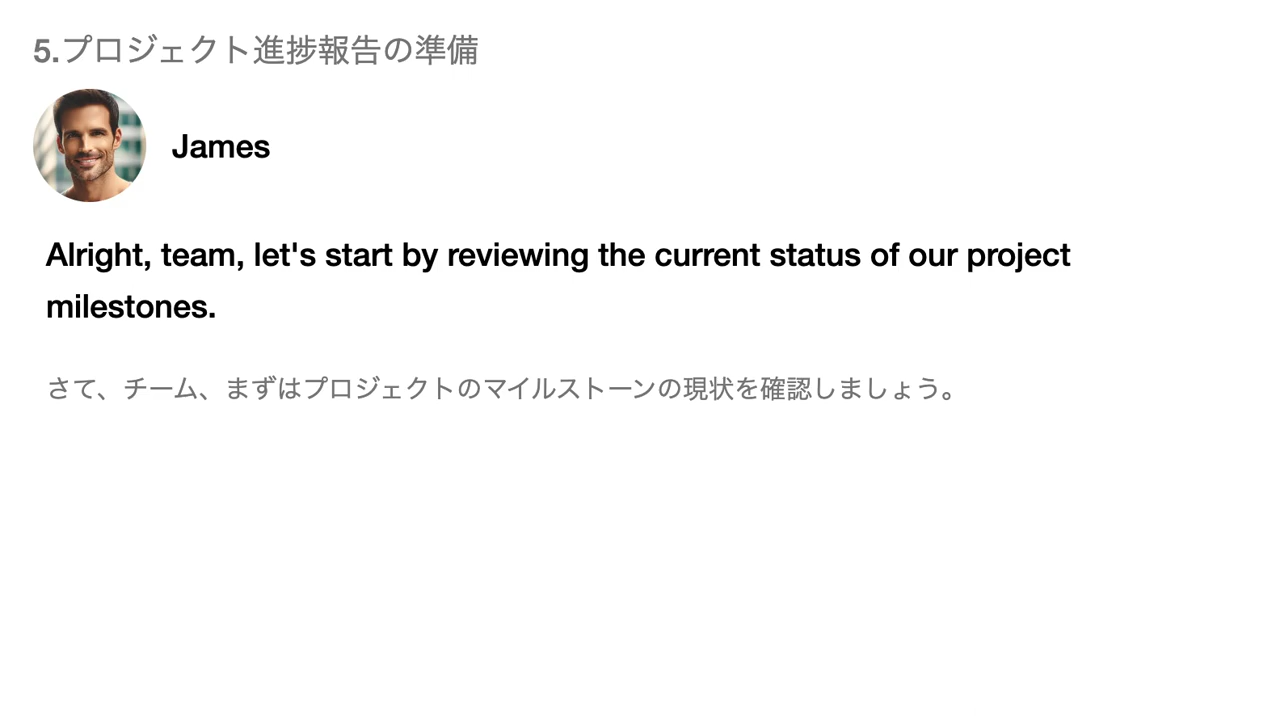 5.プロジェクト進捗報告の準備
James
Alright, team, let's start by reviewing the current status of our project
milestones.
さて、チーム、まずはプロジェクトのマイルストーンの現状を確認しましょう。